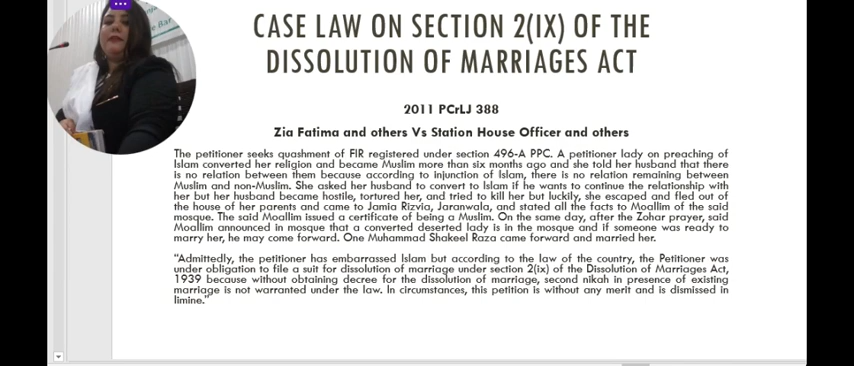 CASE LAW ON SECTION 2(IX) OF THE
DISSOLUTION OF MARRIAGES ACT
2011 PCrLJ 388
Zia Fatima and others Vs Station House Officer and others
The petitioner seeks quashment of FIR registered under section 496-A PPC. A petitioner lady on preaching of
Islam converted her religion and became Muslim more than six months ago and she told her husband that there
is no relation between them because according to injunction of Islam, there is no relation remaining between
Muslim and non-Muslim. She asked her husband to convert to Islam if he wants to continue the relationship with
her but her husband became hostile, tortured her, and tried to kill her but luckily, she escaped and fled out of
the house of her parents and came to Jamia Rizvia, Jaranwala, and stated all the facts to Moallim of the said
mosque. The said Moallim issued a certificate of being a Muslim. On the same day, after the Zohar prayer, said
Moallim announced in mosque that a converted deserted lady is in the mosque and if someone was ready to
marry her, he may come forward. One Muhammad Shakeel Raza came forward and married her.
“Admittedly, the petitioner has embarrassed Islam but according to the law of the country, the Petitioner was
under obligation to file a suit for dissolution of marriage under section 2(ix) of the Dissolution of Marriages Act,
1939 because without obtaining decree for the dissolution of marriage, second nikah in presence of existing
marriage is not warranted under the law. In circumstances, this petition is without any merit and is dismissed in
limine.”